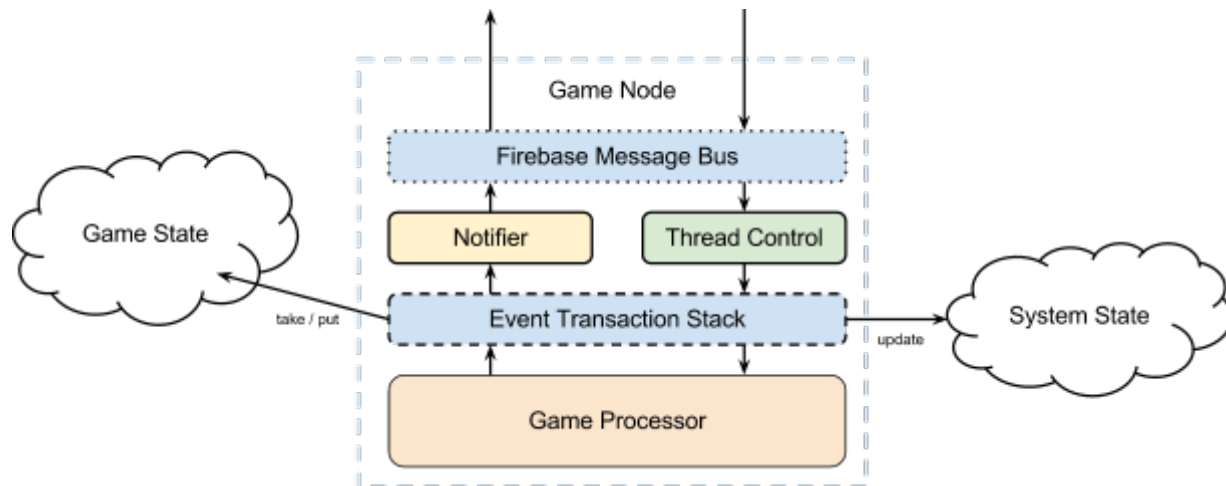 Game Node
Firebase Message Bus
Game State
Notifier
Thread Control
take / put
Event Transaction Stack
System State
update
Game Processor